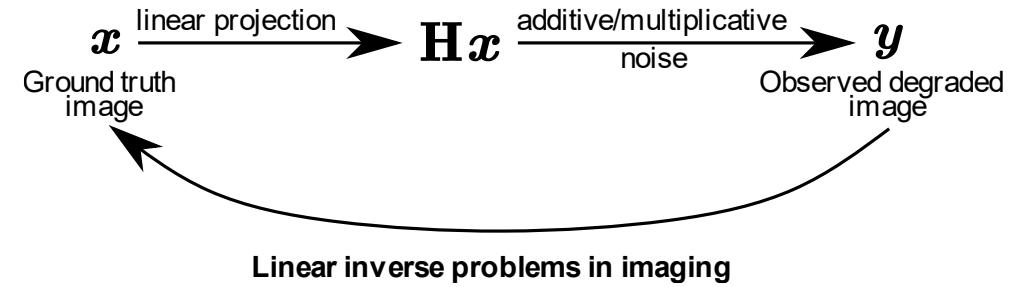 x linear projection Hx additive/multiplicative noise y
Ground truth image
Observed degraded image
Linear inverse problems in imaging